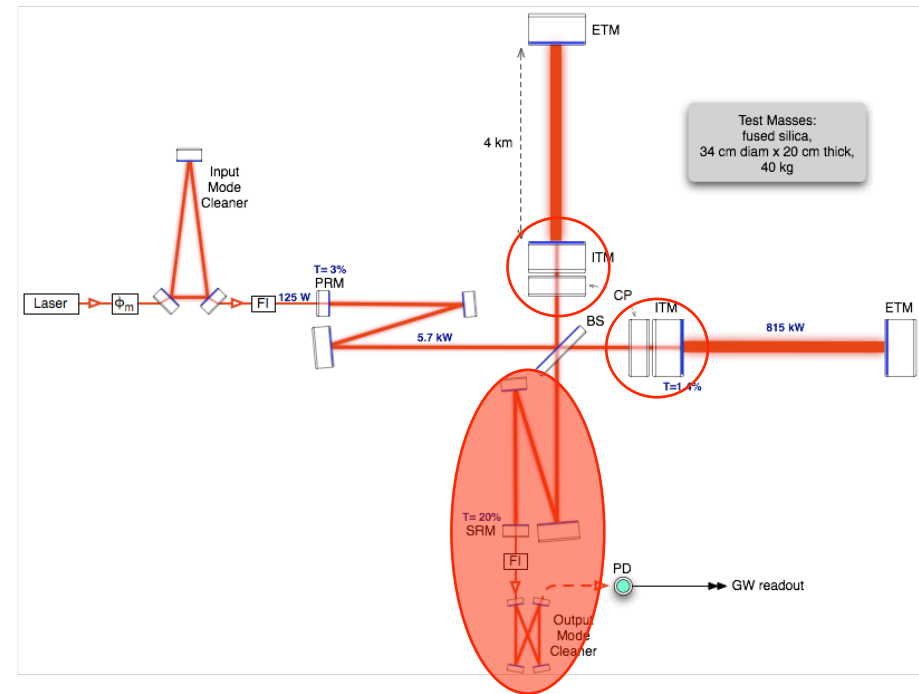 ETM
4 km
Test Masses:
fused silica,
34 cm diam x 20 cm thick,
40 kg
Input
Mode
Cleaner
ITM
T= 3%
PRM
CP
ITM
ETM
Laser
Φm
FI
125 W
BS
5.7 kW
815 kW
T=1.4%
T= 20%
SRM
FI
PD
GW readout
Output
Mode
Cleaner